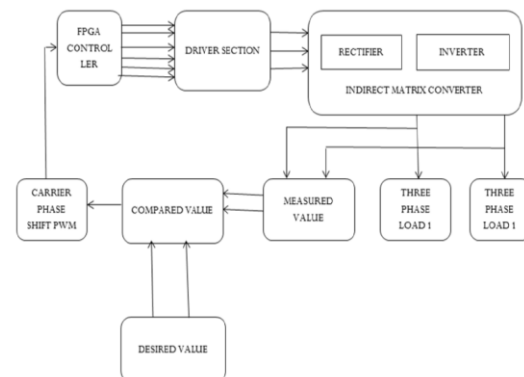 FPGA
CONTROL
LER
DRIVER SECTION
RECTIFIER
INVERTER
INDIRECT MATRIX CONVERTER
CARRIER
PHASE
SHIFT PWM
COMPARED VALUE
MEASURED
VALUE
THREE
PHASE
LOAD 1
THREE
PHASE
LOAD 1
DESIRED VALUE